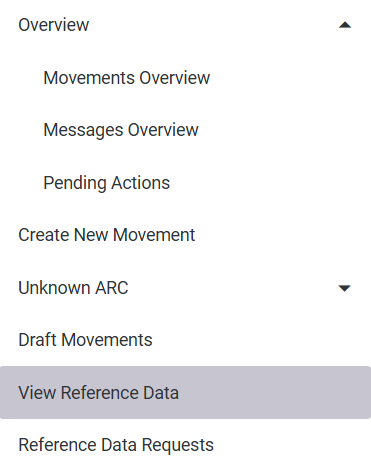 Overview
Movements Overview
Messages Overview
Pending Actions
Create New Movement
Unknown ARC
Draft Movements
View Reference Data
Reference Data Requests